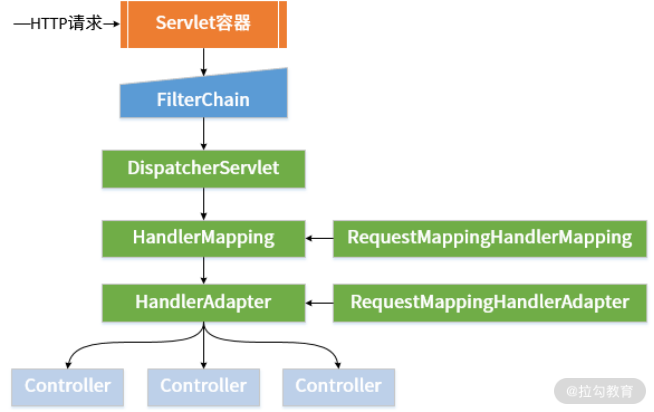 HTTP请求
Servlet容器
FilterChain
DispatcherServlet
HandlerMapping
RequestMappingHandlerMapping
HandlerAdapter
RequestMappingHandlerAdapter
Controller
Controller
Controller
@拉勾教育